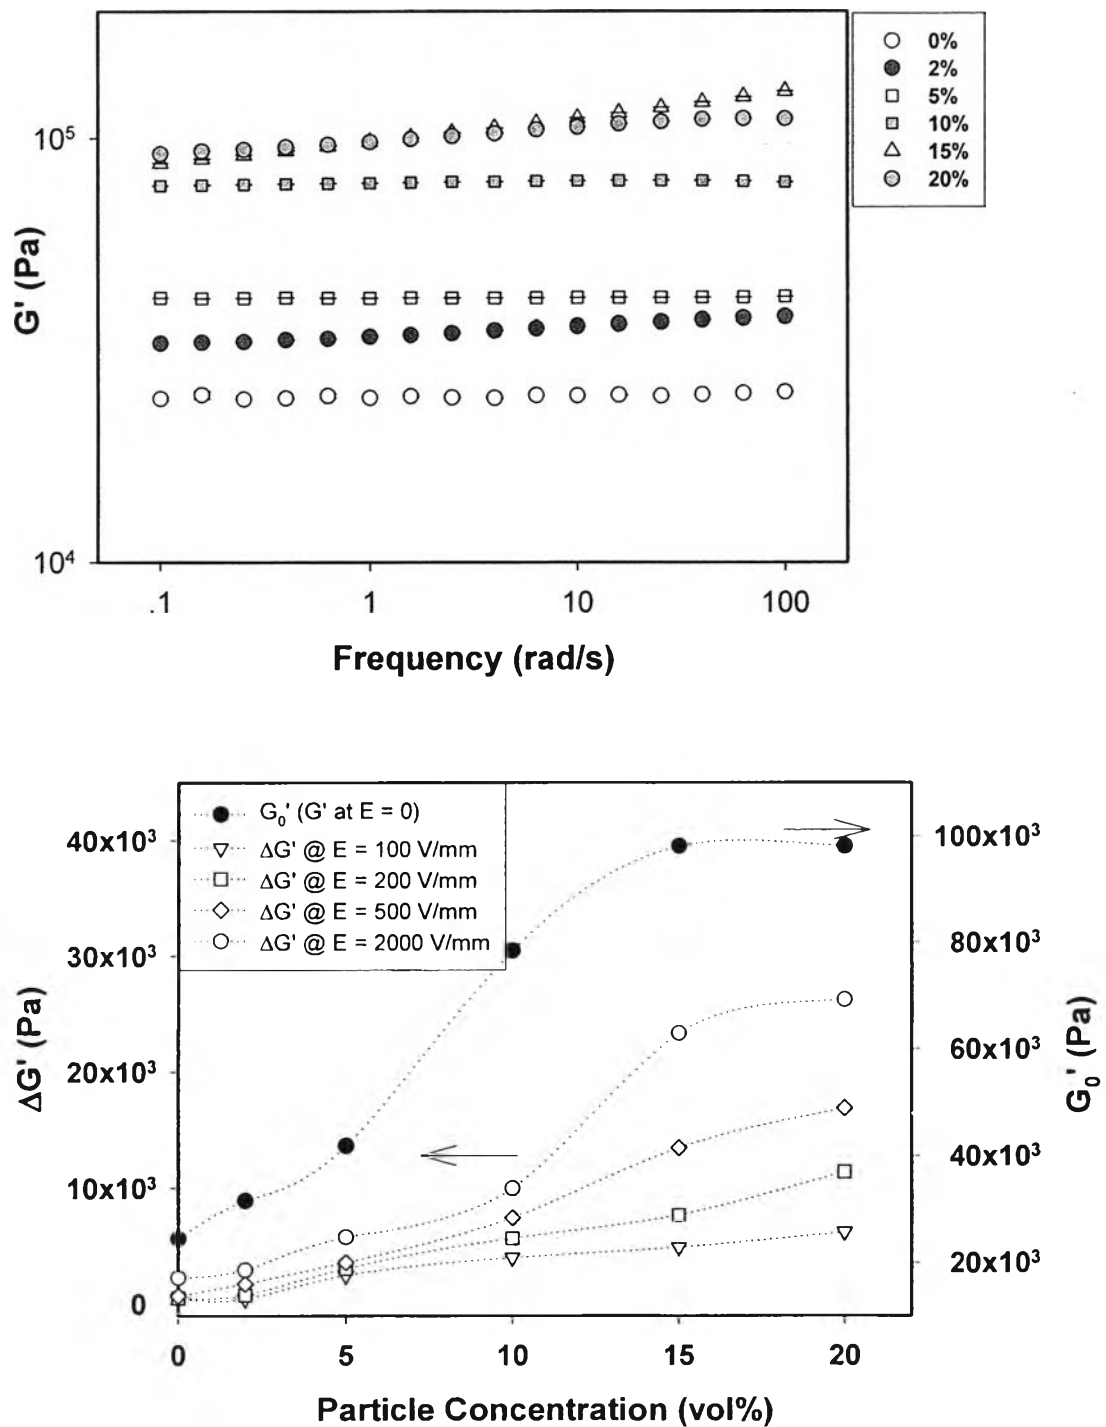 0%
2%
5%
10%
15%
20%
10⁵
G' (Pa)
10⁴
.1 1 10 100
Frequency (rad/s)
G₀' (G' at E = 0)
ΔG' @ E = 100 V/mm
ΔG' @ E = 200 V/mm
ΔG' @ E = 500 V/mm
ΔG' @ E = 2000 V/mm
40x10³
30x10³
20x10³
10x10³
0
ΔG' (Pa)
100x10³
80x10³
60x10³
40x10³
20x10³
G₀' (Pa)
0 5 10 15 20
Particle Concentration (vol%)